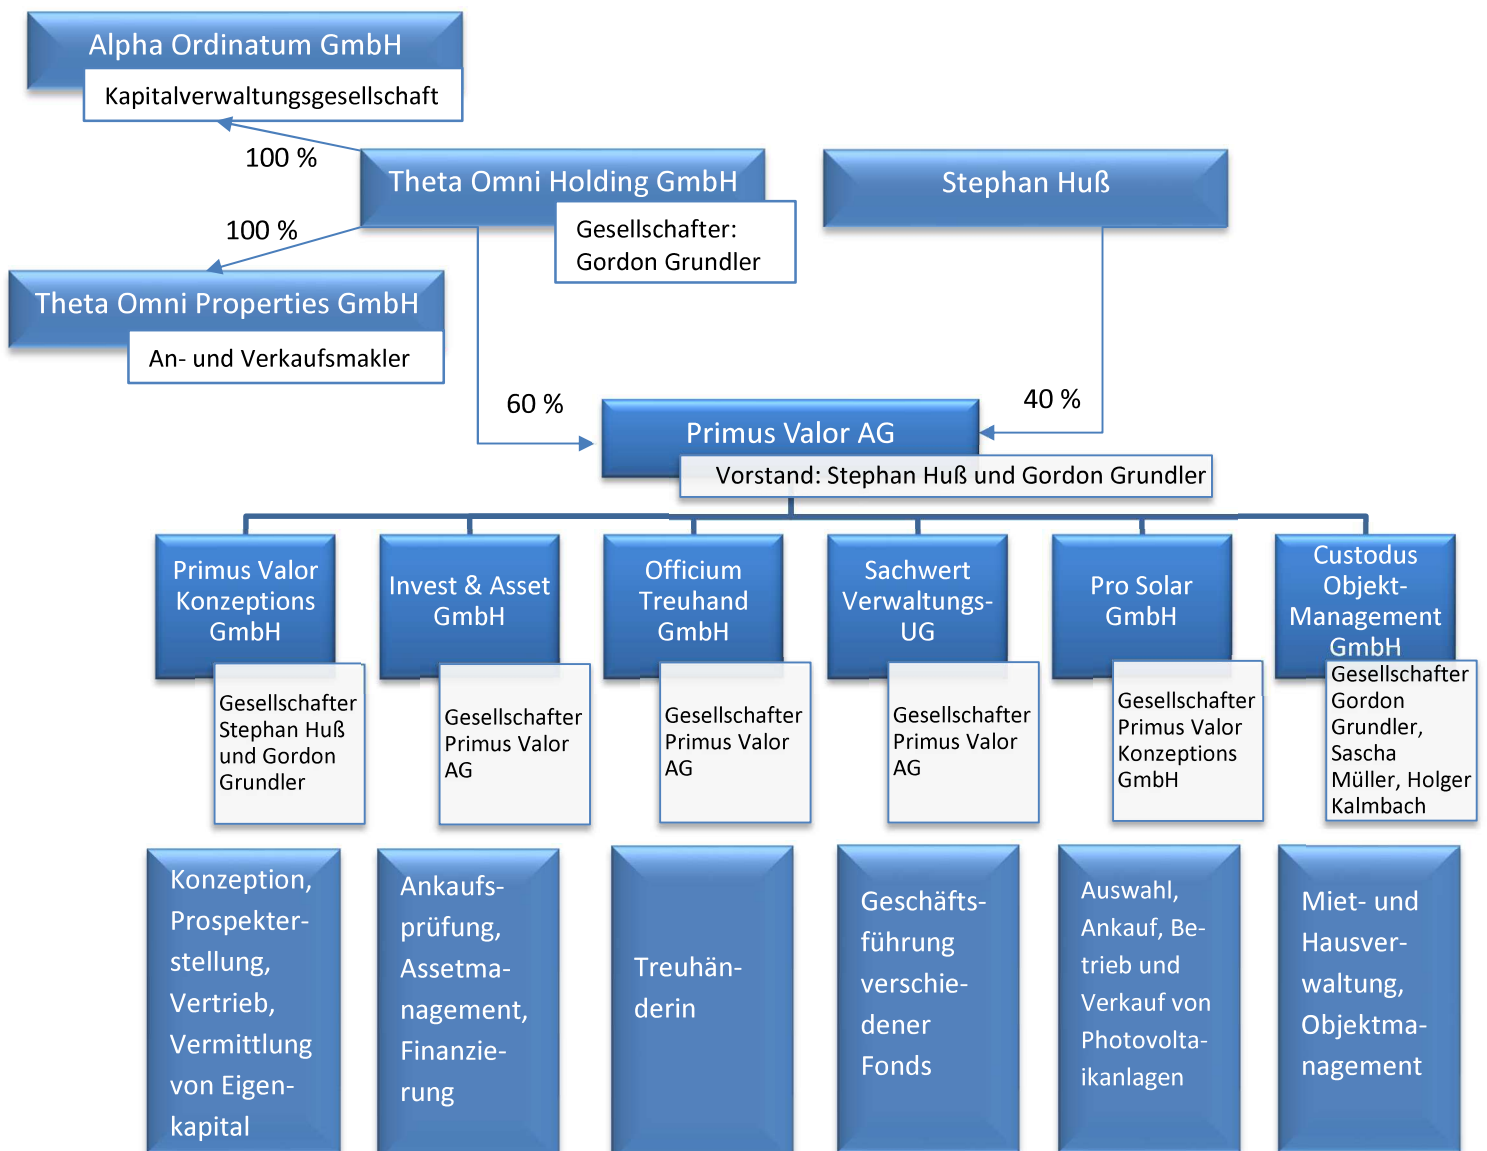 Alpha Ordinatum GmbH
Kapitalverwaltungsgesellschaft
100 %
Theta Omni Holding GmbH
Gesellschafter:
Gordon Grundler
Stephan Huß
100 %
Theta Omni Properties GmbH
An- und Verkaufsmakler
60 %
40 %
Primus Valor AG
Vorstand: Stephan Huß und Gordon Grundler
Primus Valor
Konzeptions
GmbH
Gesellschafter
Stephan Huß
und Gordon
Grundler
Invest & Asset
GmbH
Gesellschafter
Primus Valor
AG
Officium
Treuhand
GmbH
Gesellschafter
Primus Valor
AG
Sachwert
Verwaltungs-
UG
Gesellschafter
Primus Valor
AG
Pro Solar
GmbH
Gesellschafter
Primus Valor
Konzeptions
GmbH
Custodus
Objekt-
Management
GmbH
Gesellschafter
Gordon
Grundler,
Sascha
Müller, Holger
Kalmbach
Konzeption,
Prospekter-
stellung,
Vertrieb,
Vermittlung
von Eigen-
kapital
Ankaufs-
prüfung,
Assetma-
nagement,
Finanzie-
rung
Treuhän-
derin
Geschäfts-
führung
verschie-
dener
Fonds
Auswahl,
Ankauf, Be-
trieb und
Verkauf von
Photovolta-
ikanlagen
Miet- und
Hausver-
waltung,
Objektma-
nagement